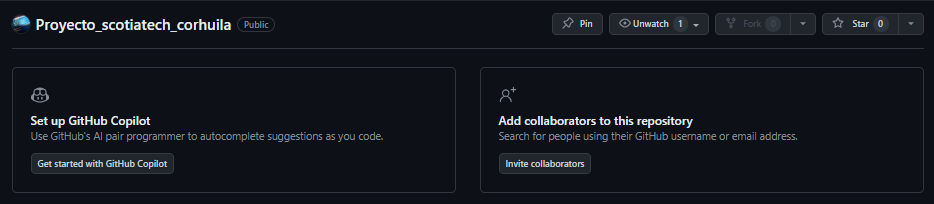 Proyecto_scotiatech_corhuila Public Pin Unwatch 1 Fork 0 Star 0
Set up GitHub Copilot
Use GitHub's AI pair programmer to autocomplete suggestions as you code.
Get started with GitHub Copilot
Add collaborators to this repository
Search for people using their GitHub username or email address.
Invite collaborators